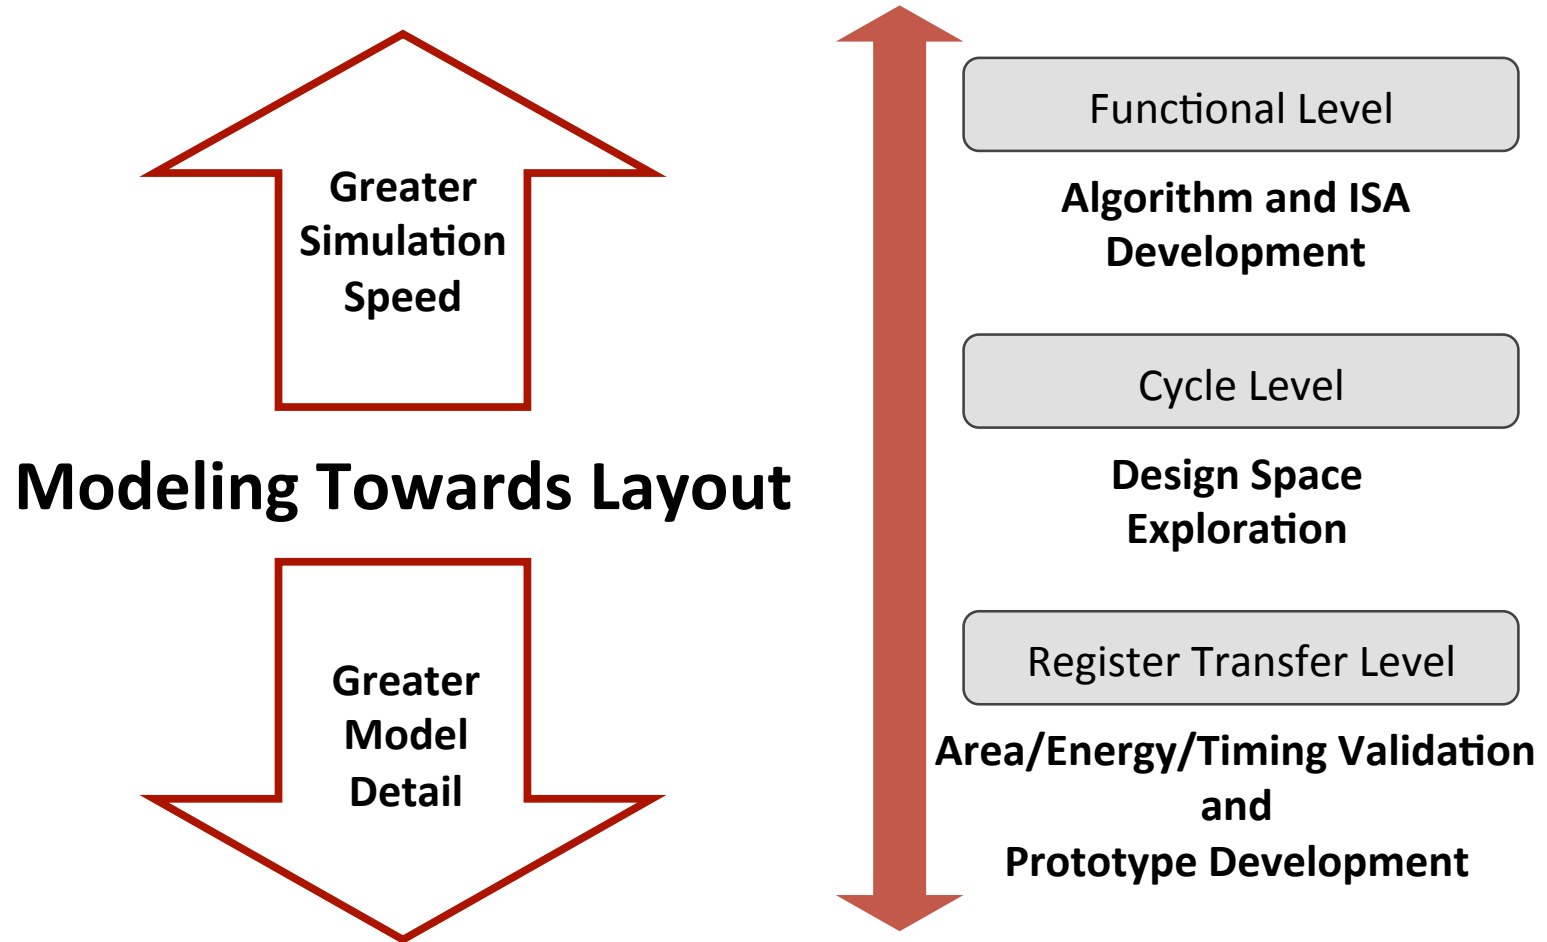 Greater
Simulation
Speed
Modeling Towards Layout
Greater
Model
Detail
Functional Level
Algorithm and ISA
Development
Cycle Level
Design Space
Exploration
Register Transfer Level
Area/Energy/Timing Validation
and
Prototype Development